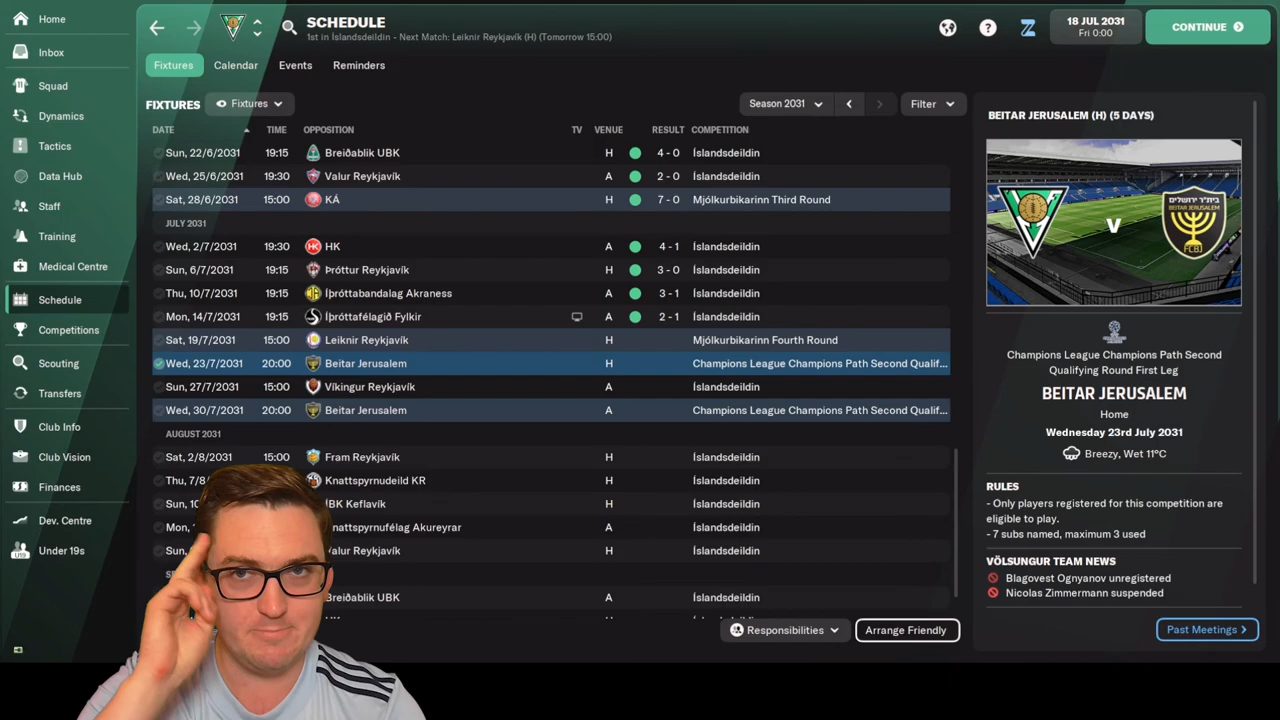 Home
Inbox
Squad
Dynamics
Tactics
Data Hub
Staff
Training
Medical Centre
Schedule
Competitions
Scouting
Transfers
Club Info
Club Vision
Finances
Dev. Centre
Under 19s
SCHEDULE
1st in Íslandsdeildin - Next Match: Leiknir Reykjavík (H) (Tomorrow 15:00)
18 JUL 2031
Fri 0:00
CONTINUE
Fixtures Calendar Events Reminders
FIXTURES Fixtures Season 2031 Filter
DATE TIME OPPOSITION TV VENUE RESULT COMPETITION
Sun, 22/6/2031 19:15 Breiðablik UBK H 4 - 0 Íslandsdeildin
Wed, 25/6/2031 19:30 Valur Reykjavík A 2 - 0 Íslandsdeildin
Sat, 28/6/2031 15:00 KÁ H 7 - 0 Mjólkurbikarinn Third Round
JULY 2031
Wed, 2/7/2031 19:30 HK A 4 - 1 Íslandsdeildin
Sun, 6/7/2031 19:15 Þróttur Reykjavík H 3 - 0 Íslandsdeildin
Thu, 10/7/2031 19:15 Íþróttabandalag Akraness A 3 - 1 Íslandsdeildin
Mon, 14/7/2031 19:15 Íþróttafélagið Fylkir A 2 - 1 Íslandsdeildin
Sat, 19/7/2031 15:00 Leiknir Reykjavík H Mjólkurbikarinn Fourth Round
Wed, 23/7/2031 20:00 Beitar Jerusalem H Champions League Champions Path Second Qualif...
Sun, 27/7/2031 15:00 Víkingur Reykjavík A Íslandsdeildin
Wed, 30/7/2031 20:00 Beitar Jerusalem A Champions League Champions Path Second Qualif...
AUGUST 2031
Sat, 2/8/2031 15:00 Fram Reykjavík H Íslandsdeildin
Thu, 7/8/ Knattspyrnudeild KR H Íslandsdeildin
Sun, 10 ÍBK Keflavík H Íslandsdeildin
Mon, nattspyrnufélag Akureyrar A Íslandsdeildin
Su alur Reykjavík H Íslandsdeildin
Breiðablik UBK A Íslandsdeildin
Responsibilities Arrange Friendly
BEITAR JERUSALEM (H) (5 DAYS)
V
בית"ר ירושלים
FCBJ
Champions League Champions Path Second
Qualifying Round First Leg
BEITAR JERUSALEM
Home
Wednesday 23rd July 2031
Breezy, Wet 11°C
RULES
- Only players registered for this competition are
eligible to play.
- 7 subs named, maximum 3 used
VÖLSUNGUR TEAM NEWS
Blagovest Ognyanov unregistered
Nicolas Zimmermann suspended
Past Meetings